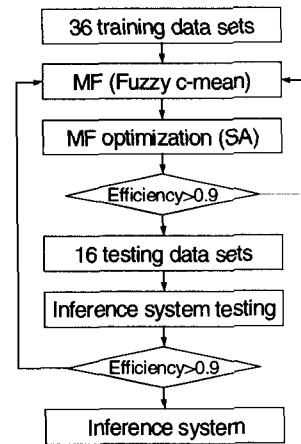 36 training data sets
MF (Fuzzy c-mean)
MF optimization (SA)
Efficiency>0.9
16 testing data sets
Inference system testing
Efficiency>0.9
Inference system